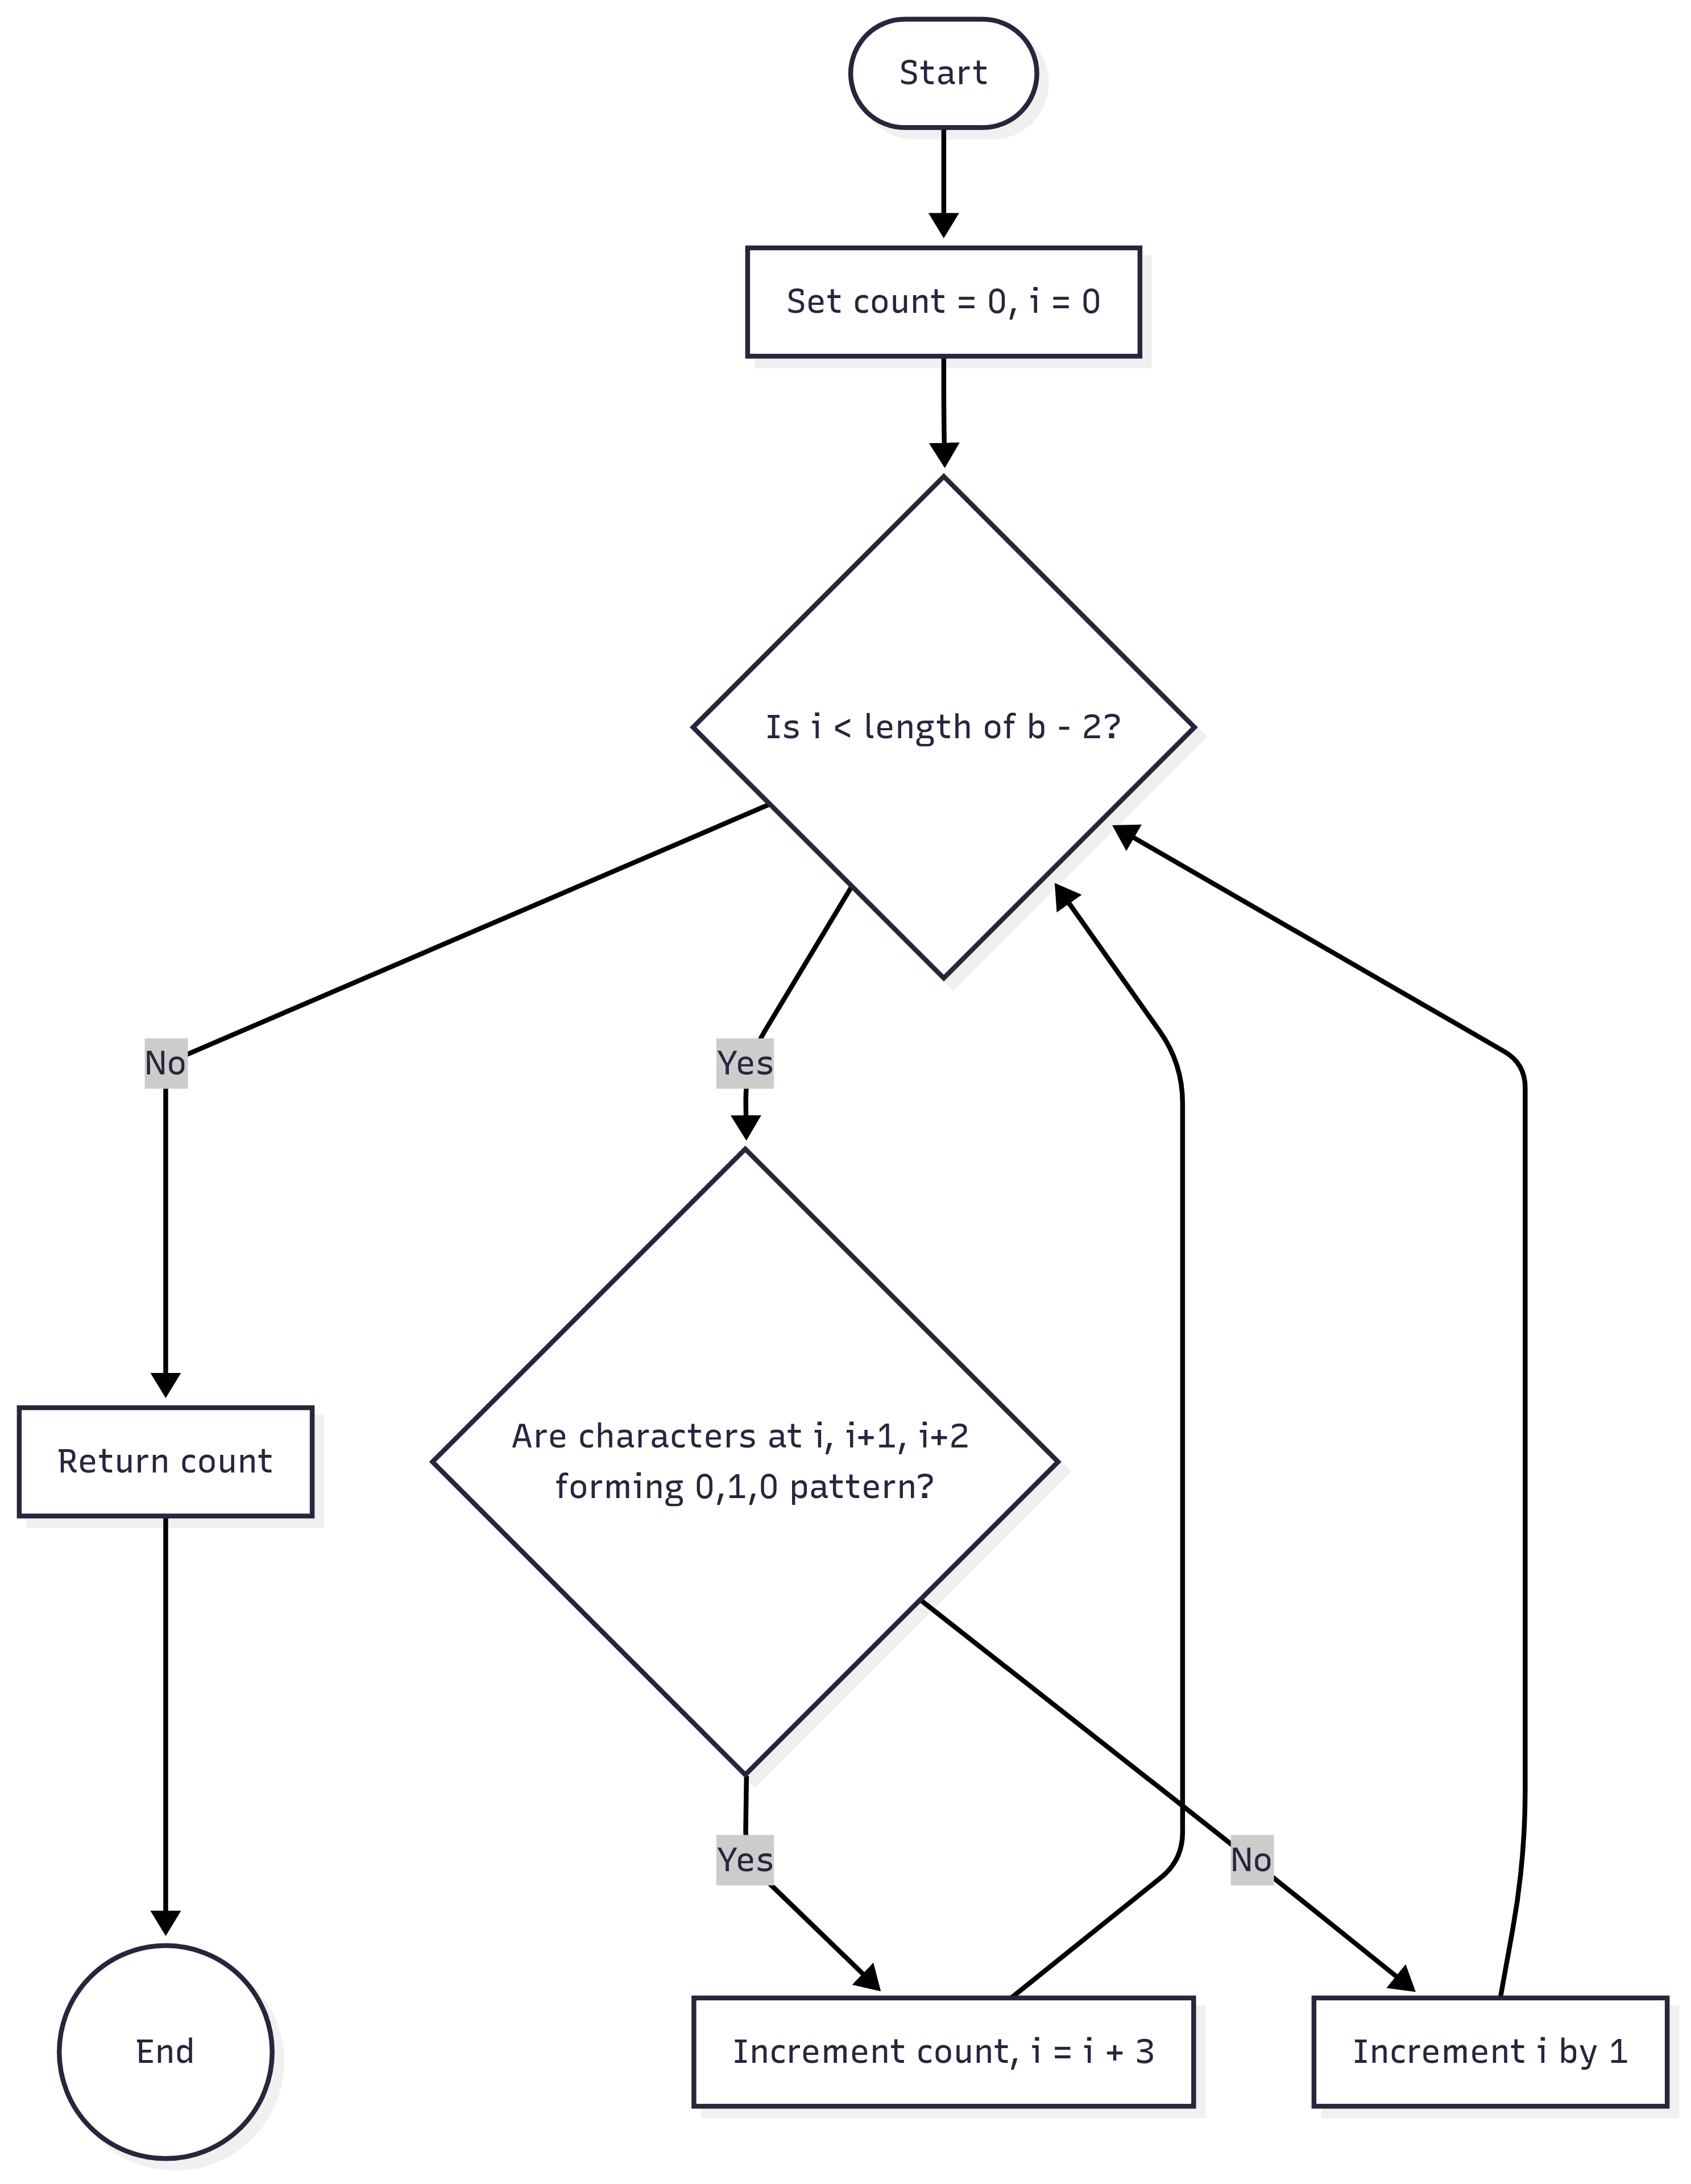 Start
Set count = 0, i = 0
Is i < length of b - 2?
No
Yes
Are characters at i, i+1, i+2
forming 0,1,0 pattern?
Return count
Yes
No
End
Increment count, i = i + 3
Increment i by 1